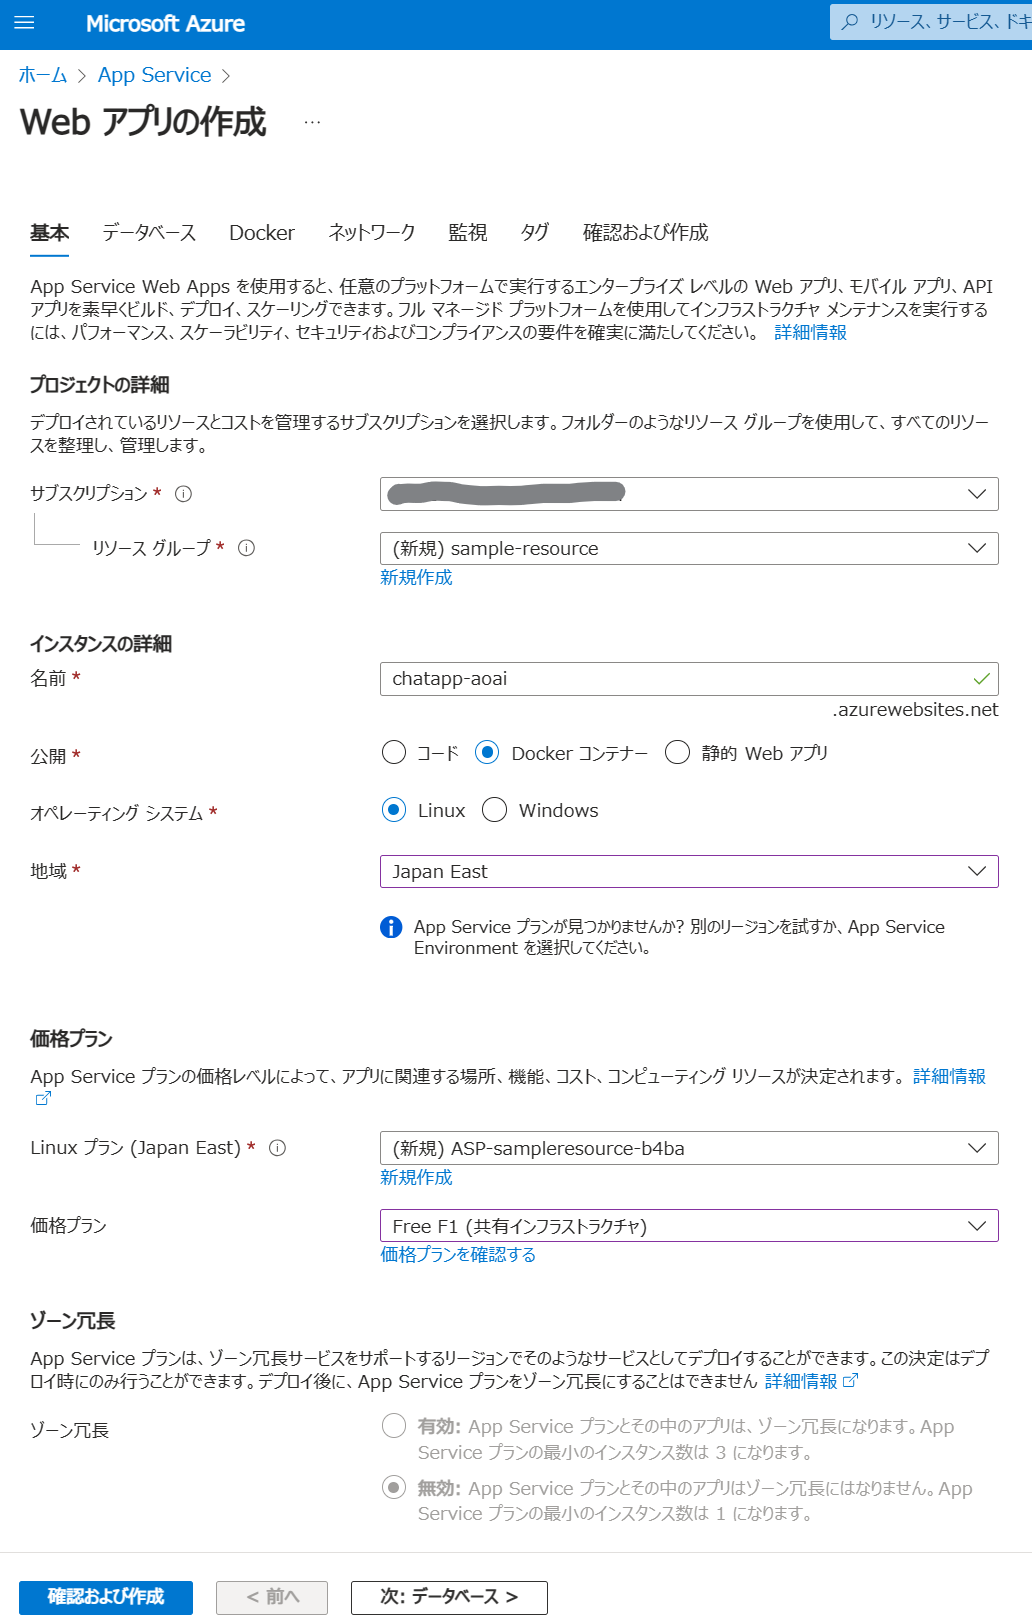 Microsoft Azure
リソース、サービス、ドキ
ホーム > App Service >
Web アプリの作成 ...
基本 データベース Docker ネットワーク 監視 タグ 確認および作成
App Service Web Apps を使用すると、任意のプラットフォームで実行するエンタープライズ レベルの Web アプリ、モバイル アプリ、API
アプリを素早くビルド、デプロイ、スケーリングできます。フル マネージド プラットフォームを使用してインフラストラクチャ メンテナンスを実行する
には、パフォーマンス、スケーラビリティ、セキュリティおよびコンプライアンスの要件を確実に満たしてください。 詳細情報
プロジェクトの詳細
デプロイされているリソースとコストを管理するサブスクリプションを選択します。フォルダーのようなリソース グループを使用して、すべてのリソー
スを整理し、管理します。
サブスクリプション *
リソース グループ * (新規) sample-resource
新規作成
インスタンスの詳細
名前 * chatapp-aoai
.azurewebsites.net
公開 * コード Docker コンテナー 静的 Web アプリ
オペレーティング システム * Linux Windows
地域 * Japan East
App Service プランが見つかりませんか? 別のリージョンを試すか、App Service
Environment を選択してください。
価格プラン
App Service プランの価格レベルによって、アプリに関連する場所、機能、コスト、コンピューティング リソースが決定されます。 詳細情報
Linux プラン (Japan East) * (新規) ASP-sampleresource-b4ba
新規作成
価格プラン Free F1 (共有インフラストラクチャ)
価格プランを確認する
ゾーン冗長
App Service プランは、ゾーン冗長サービスをサポートするリージョンでそのようなサービスとしてデプロイすることができます。この決定はデプ
ロイ時にのみ行うことができます。デプロイ後に、App Service プランをゾーン冗長にすることはできません 詳細情報
ゾーン冗長 有効: App Service プランとその中のアプリは、ゾーン冗長になります。App
Service プランの最小のインスタンス数は 3 になります。
無効: App Service プランとその中のアプリはゾーン冗長にはなりません。App
Service プランの最小のインスタンス数は 1 になります。
確認および作成 < 前へ 次: データベース >